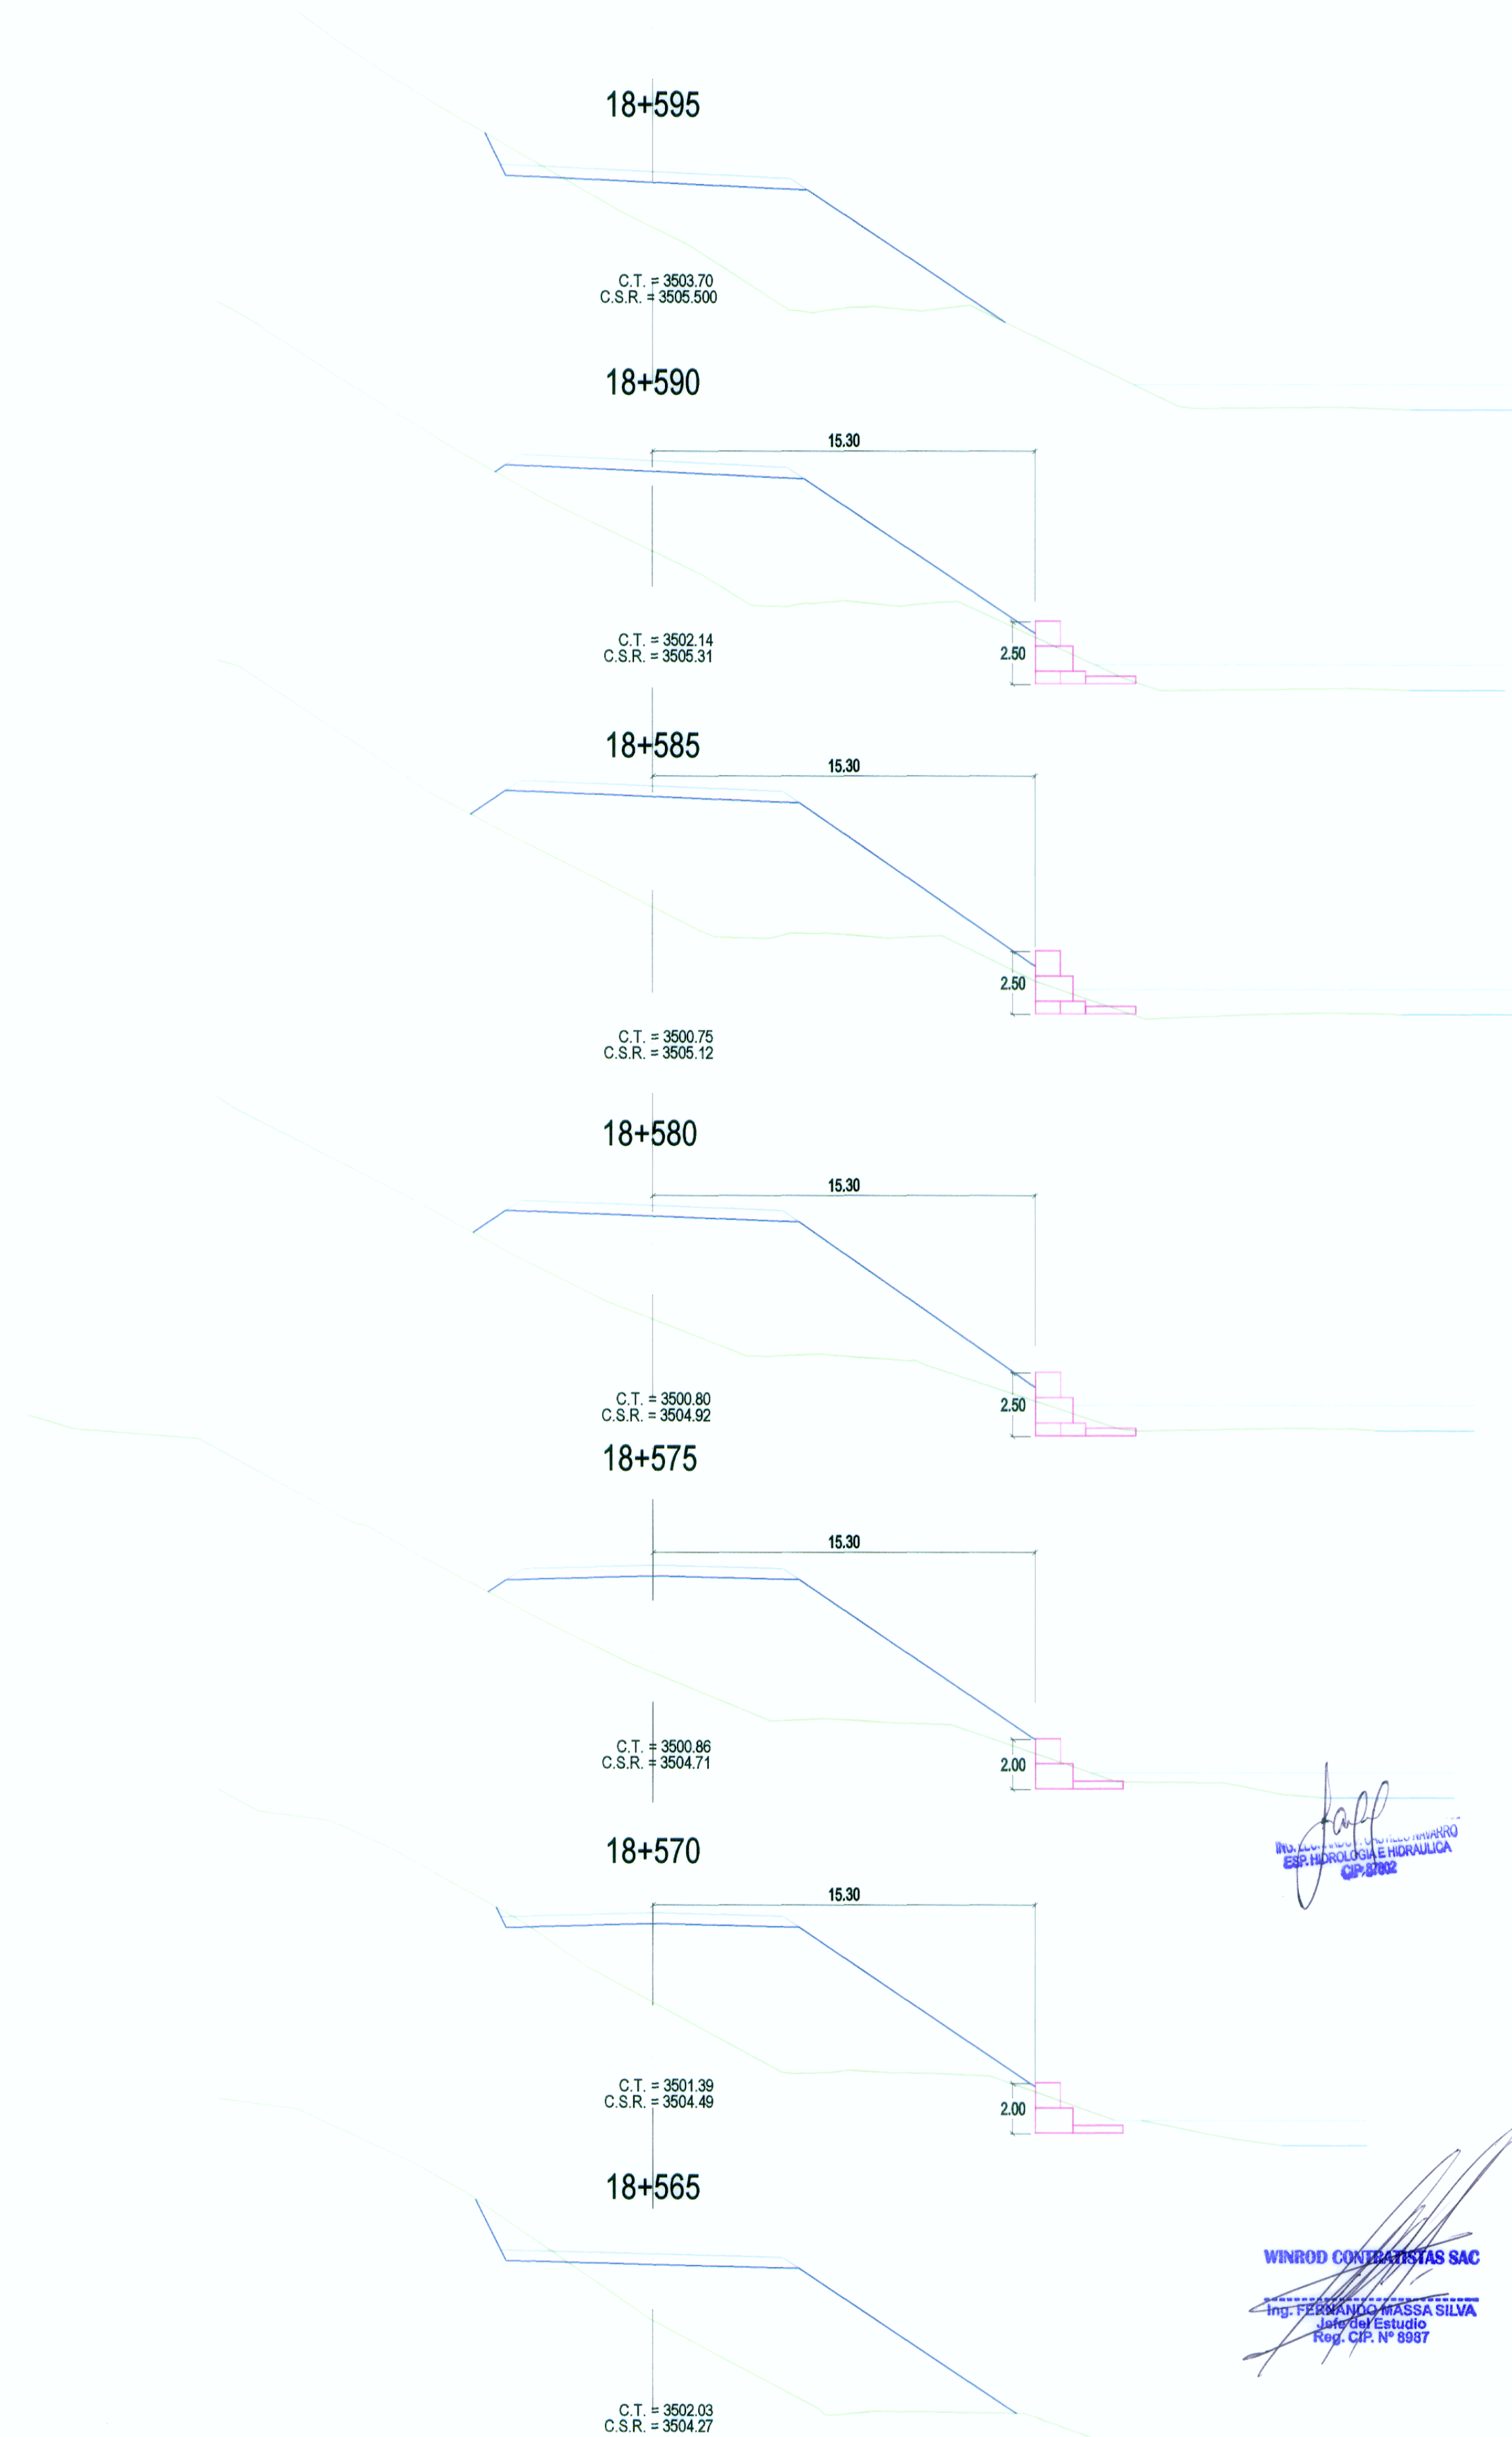 18+595
C.T. = 3503.70
C.S.R. = 3505.500
18+590
15.30
2.50
C.T. = 3502.14
C.S.R. = 3505.31
18+585
15.30
2.50
C.T. = 3500.75
C.S.R. = 3505.12
18+580
15.30
2.50
C.T. = 3500.80
C.S.R. = 3504.92
18+575
15.30
2.00
C.T. = 3500.86
C.S.R. = 3504.71
18+570
15.30
2.00
C.T. = 3501.39
C.S.R. = 3504.49
18+565
C.T. = 3502.03
C.S.R. = 3504.27
ING. NAVARRO
ESP. HIDROLOGIA E HIDRAULICA
WINROD CONTRATISTAS SAC
Ing. FERNANDO MASSA SILVA
Jefe del Estudio
Reg. CIP. Nº 8987